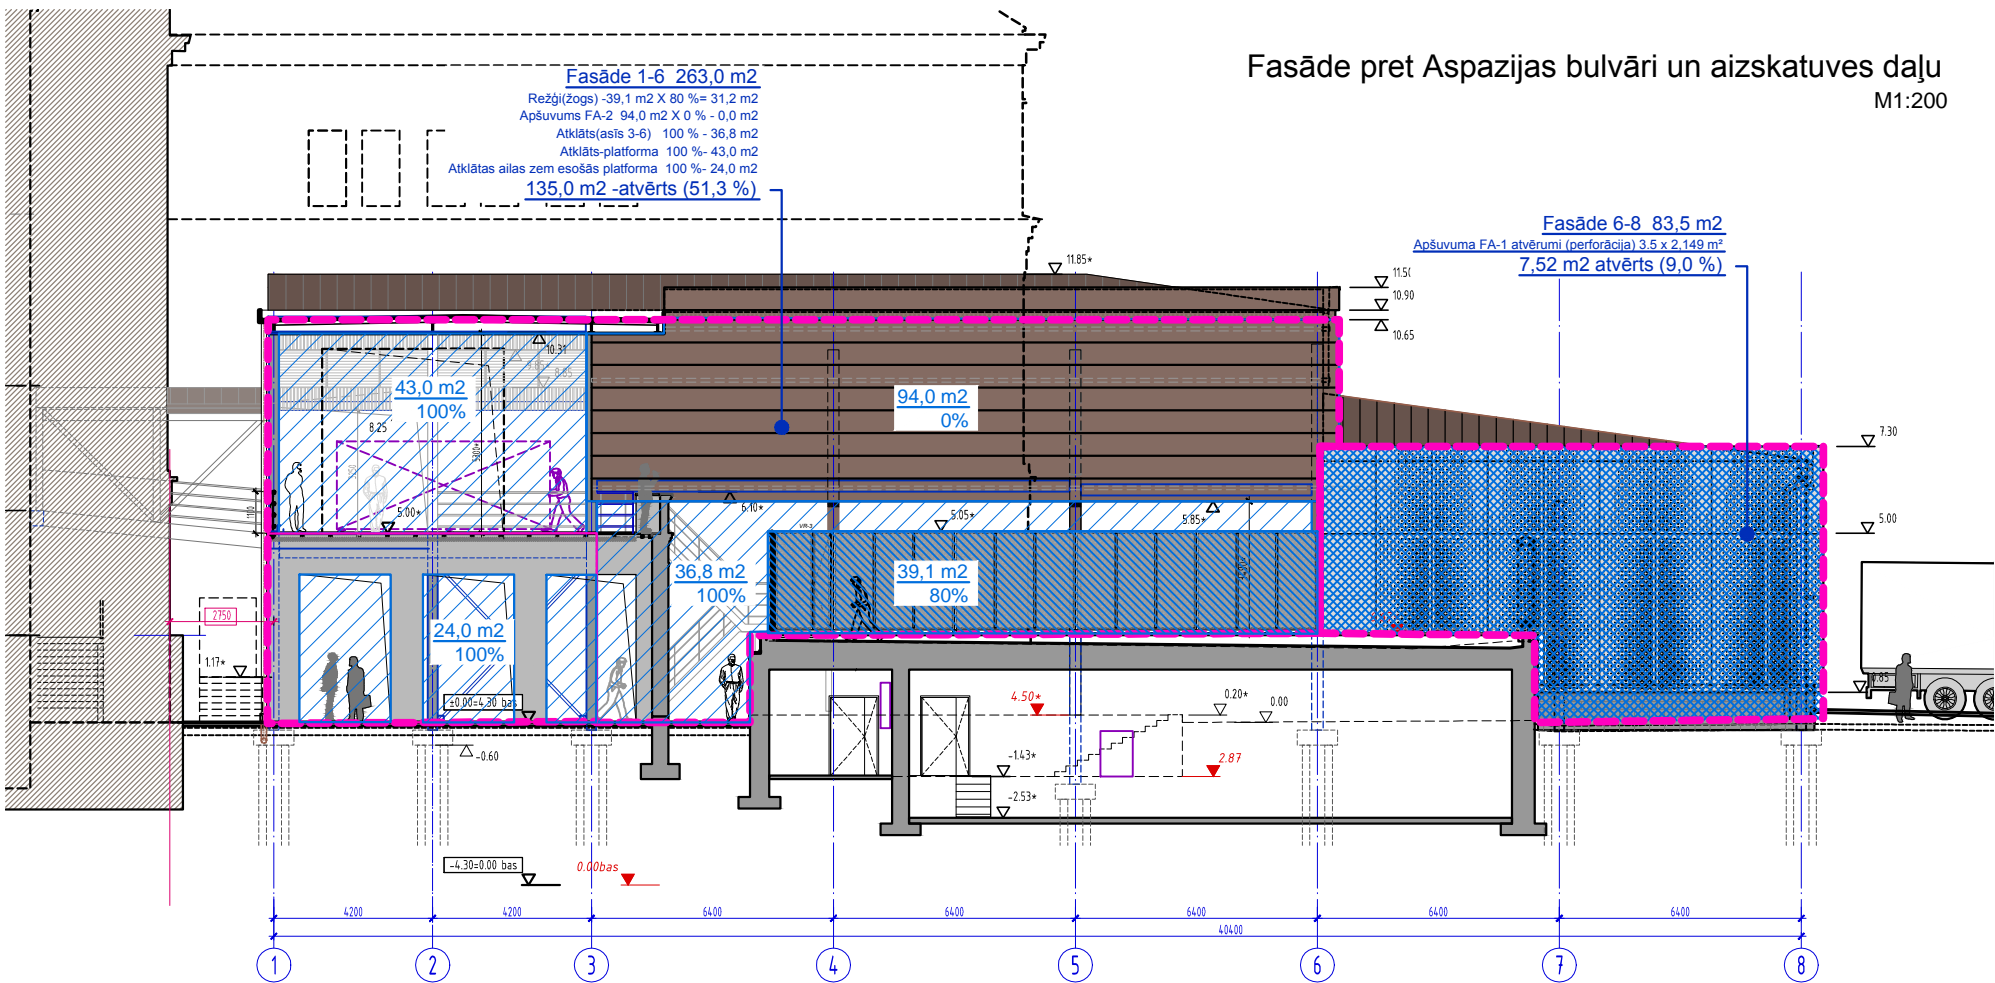 Fasāde pret Aspazijas bulvāri un aizskatuves daļu
M1:200
Fasāde 1-6 263,0 m2
Režģi(žogs) -39,1 m2 X 80 %= 31,2 m2
Apšuvums FA-2 94,0 m2 X 0 % - 0,0 m2
Atklāts(asīs 3-6) 100 % - 36,8 m2
Atklāts-platforma 100 %- 43,0 m2
Atklātas ailas zem esošās platforma 100 %- 24,0 m2
135,0 m2 -atvērts (51,3 %)
Fasāde 6-8 83,5 m2
Apšuvuma FA-1 atvērumi (perforācija) 3.5 x 2,149 m²
7,52 m2 atvērts (9,0 %)
11.85*
11.50
10.90
10.65
10.31
8.85
43,0 m2
100%
8.25
94,0 m2
0%
7.30
5.00*
6.10*
VR-3
5.05*
5.85*
5.00
36,8 m2
100%
39,1 m2
80%
2750
24,0 m2
100%
1.17*
±0.00=4.30 bas
4.50*
0.20*
0.00
0.85
-0.60
-1.43*
2.87
-2.53*
-4.30=0.00 bas
0.00bas
4200
4200
6400
6400
6400
6400
6400
40400
1
2
3
4
5
6
7
8